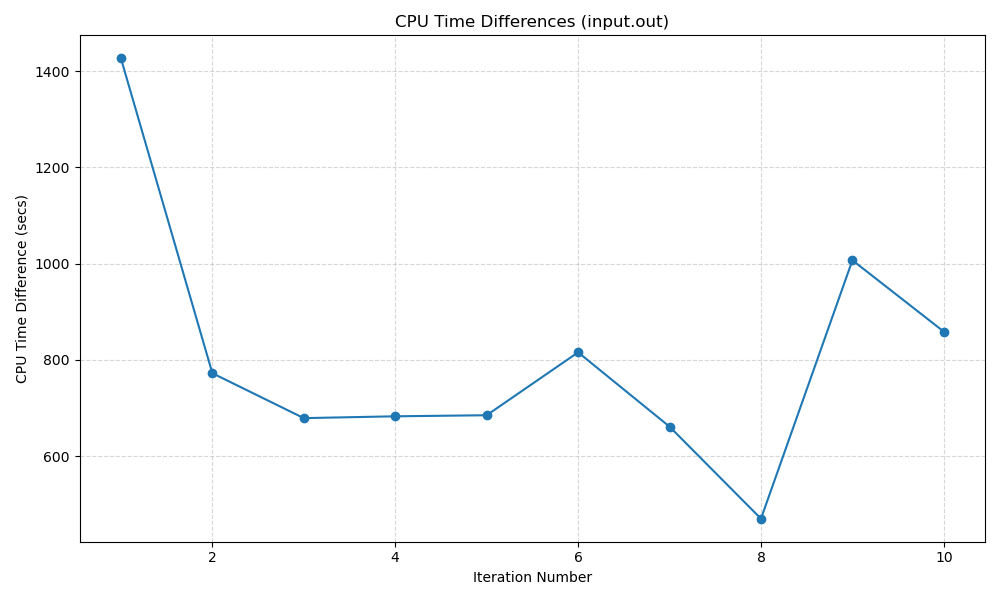 CPU Time Differences (input.out)
CPU Time Difference (secs)
1400
1200
1000
800
600
2 4 6 8 10
Iteration Number